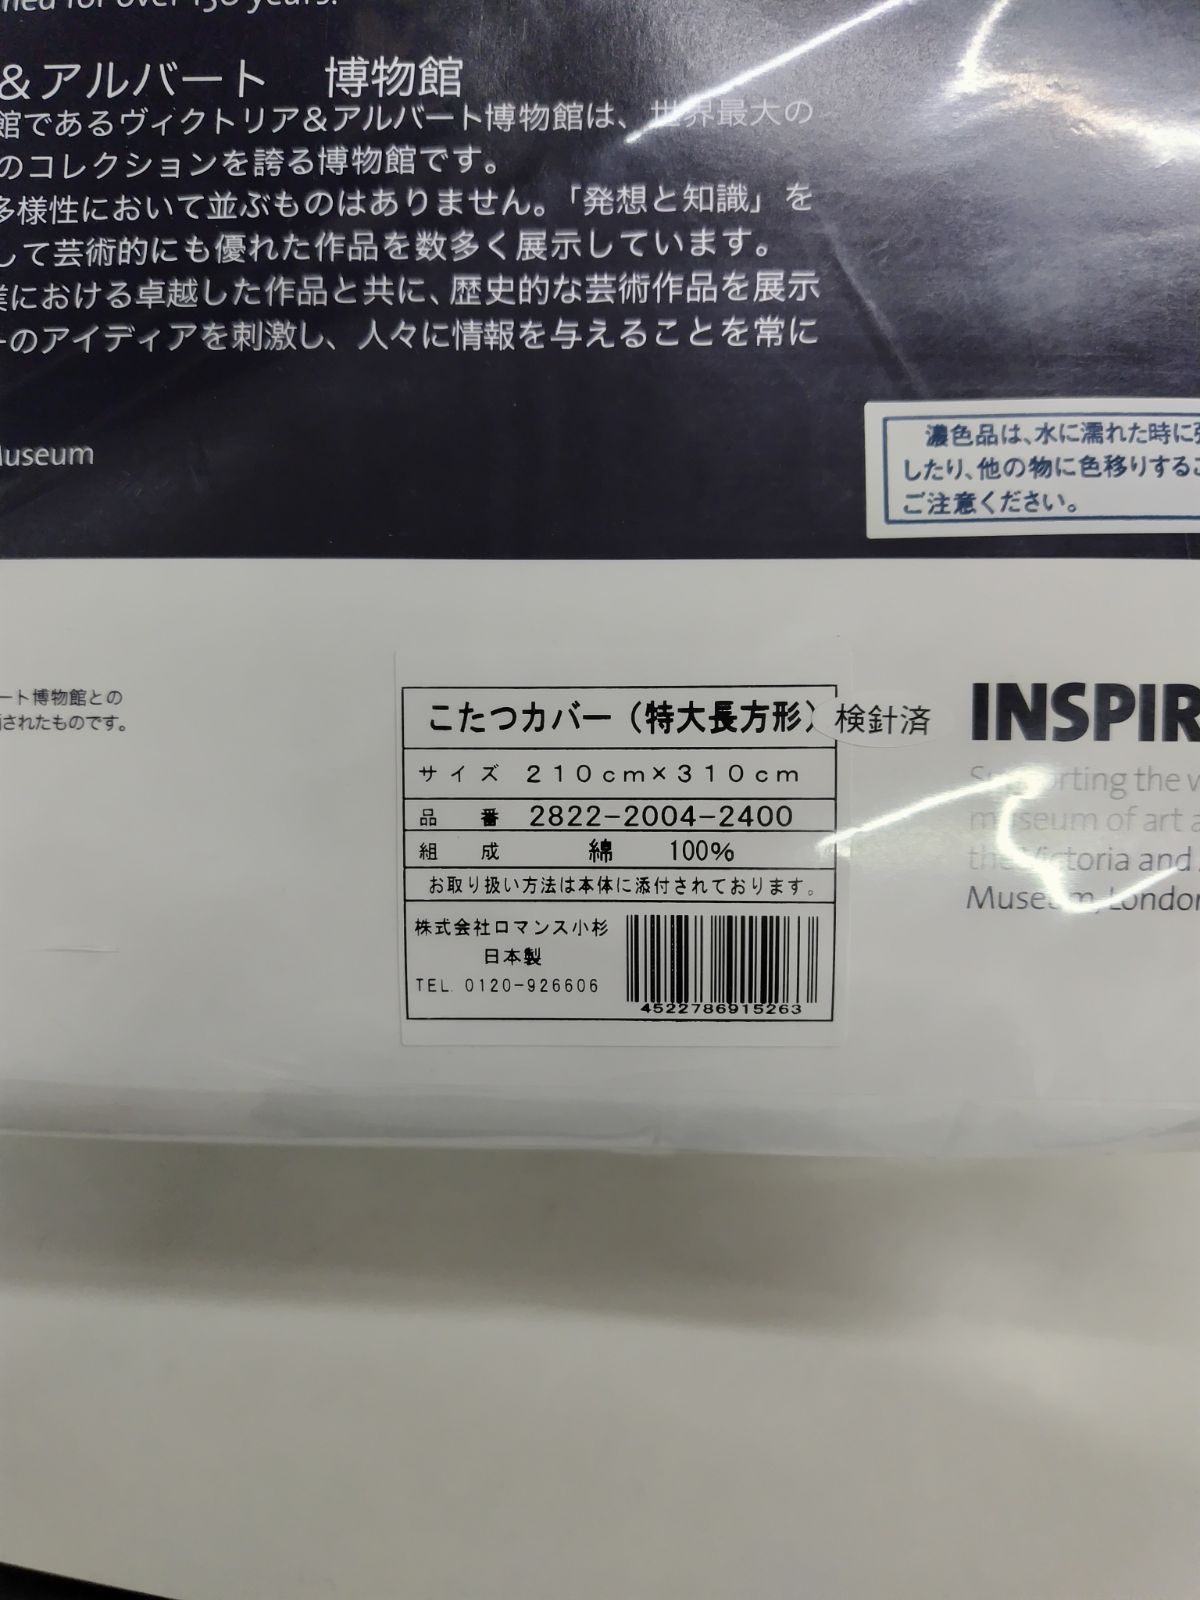 for over 150 years.
&アルバート　博物館
館であるヴィクトリア&アルバート博物館は、世界最大の
のコレクションを誇る博物館です。
多様性において並ぶものはありません。「発想と知識」を
して芸術的にも優れた作品を数多く展示しています。
業における卓越した作品と共に、歴史的な芸術作品を展示
ーのアイディアを刺激し、人々に情報を与えることを常に
Museum
濃色品は、水に濡れた時に
したり、他の物に色移りするこ
ご注意ください。
ート博物館との
されたものです。
こたつカバー（特大長方形）
検針済
サイズ　210cm×310cm
品　番　2822-2004-2400
組　成　綿　100%
お取り扱い方法は本体に添付されております。
株式会社ロマンス小杉
日本製
TEL. 0120-926606
4522786915263
INSPIR
Supporting the
museum of art
the Victoria and
Museum, London